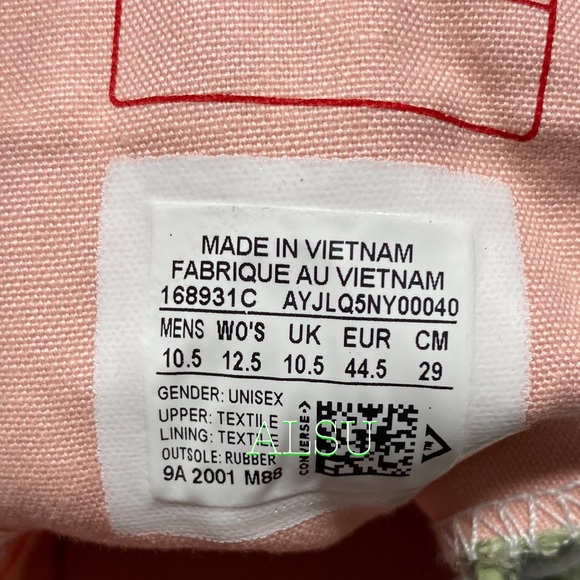 MADE IN VIETNAM
FABRIQUE AU VIETNAM
168931C AYJLQ5NY00040
MENS WO'S UK EUR CM
10.5 12.5 10.5 44.5 29
GENDER: UNISEX
UPPER: TEXTILE
LINING: TEXTILE
OUTSOLE: RUBBER
9A 2001 M88
CONVERSE
ALSU